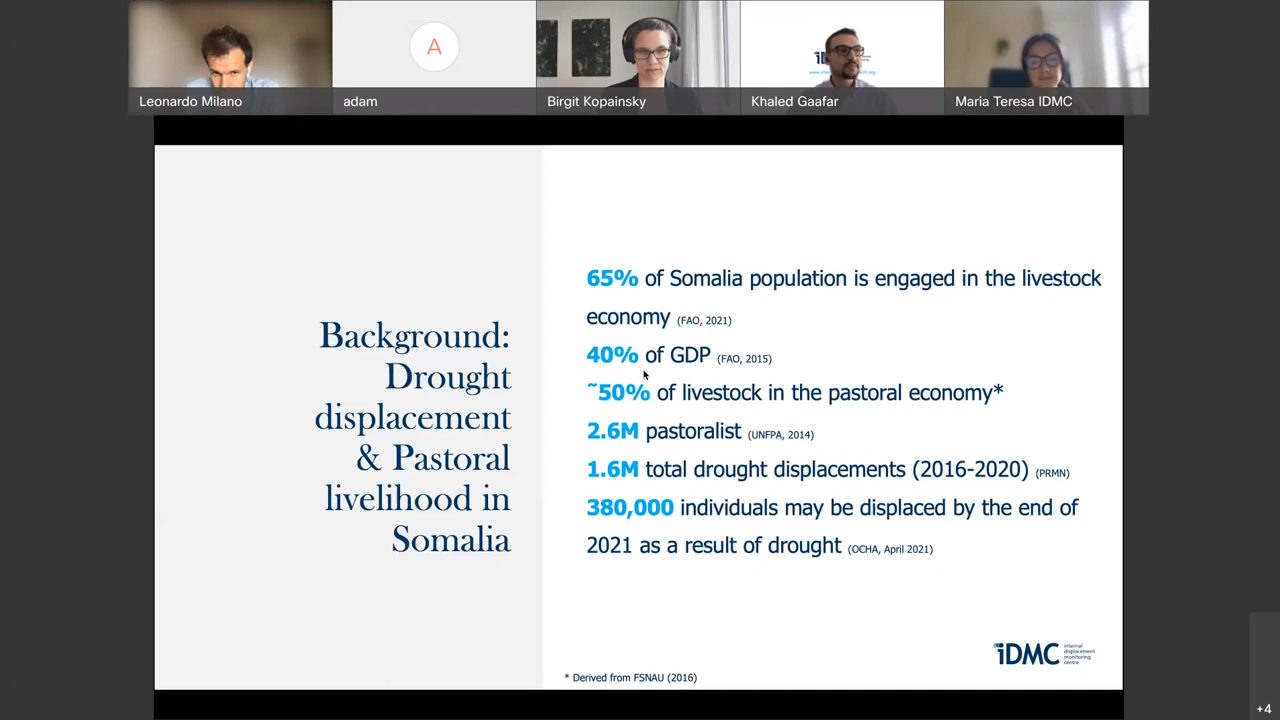 A
Leonardo Milano
adam
Birgit Kopainsky
Khaled Gaafar
Maria Teresa IDMC
Background:
Drought
displacement
& Pastoral
livelihood in
Somalia
65% of Somalia population is engaged in the livestock
economy (FAO, 2021)
40% of GDP (FAO, 2015)
~50% of livestock in the pastoral economy*
2.6M pastoralist (UNFPA, 2014)
1.6M total drought displacements (2016-2020) (PRMN)
380,000 individuals may be displaced by the end of
2021 as a result of drought (OCHA, April 2021)
iDMC
internal
displacement
monitoring
centre
* Derived from FSNAU (2016)
+4